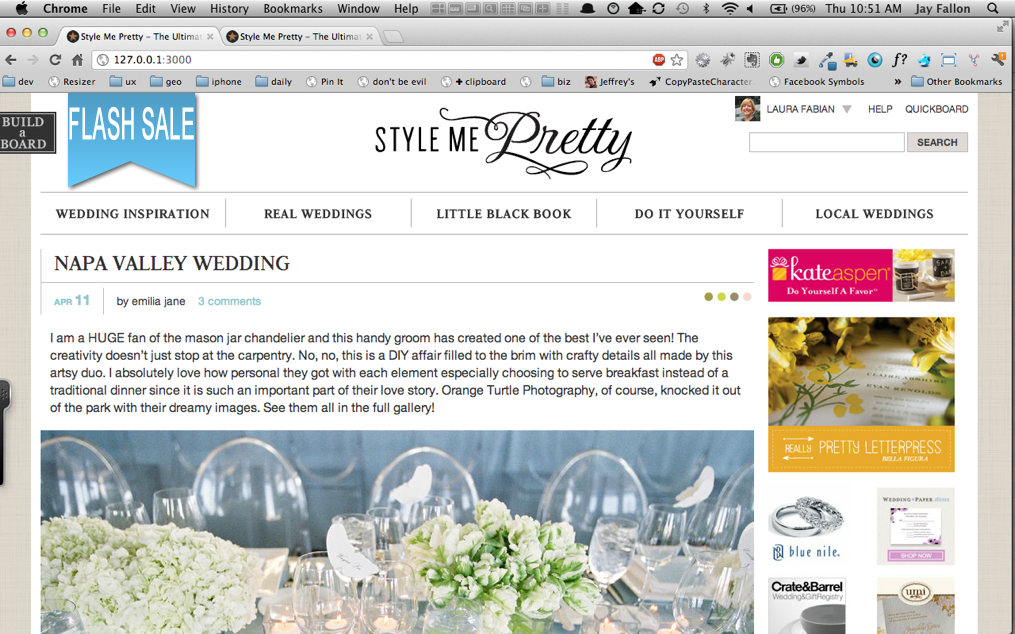 Chrome File Edit View History Bookmarks Window Help (96%) Thu 10:51 AM Jay Fallon
Style Me Pretty – The Ultimat Style Me Pretty – The Ultimat
127.0.0.1:3000 ABP f?
dev Resizer ux geo iphone daily Pin It don't be evil + clipboard biz Jeffrey's CopyPasteCharacter Facebook Symbols » Other Bookmarks
BUILD
a
BOARD
FLASH SALE
STYLE ME Pretty
LAURA FABIAN HELP QUICKBOARD
SEARCH
WEDDING INSPIRATION REAL WEDDINGS LITTLE BLACK BOOK DO IT YOURSELF LOCAL WEDDINGS
NAPA VALLEY WEDDING
APR 11 by emilia jane 3 comments
I am a HUGE fan of the mason jar chandelier and this handy groom has created one of the best I've ever seen! The
creativity doesn't just stop at the carpentry. No, no, this is a DIY affair filled to the brim with crafty details all made by this
artsy duo. I absolutely love how personal they got with each element especially choosing to serve breakfast instead of a
traditional dinner since it is such an important part of their love story. Orange Turtle Photography, of course, knocked it out
of the park with their dreamy images. See them all in the full gallery!
kateaspen
Do Yourself A Favor™
REALLY PRETTY LETTERPRESS
BELLA FIGURA
blue nile.
WEDDING PAPER divas
SHOP NOW
Crate&Barrel
Wedding&GiftRegistry
umi